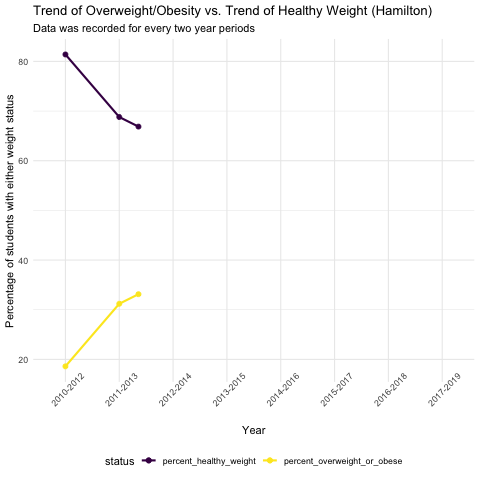 Trend of Overweight/Obesity vs. Trend of Healthy Weight (Hamilton)
Data was recorded for every two year periods
Percentage of students with either weight status
80
60
40
20
2010-2012
2011-2013
2012-2014
2013-2015
2014-2016
2015-2017
2016-2018
2017-2019
Year
status
percent_healthy_weight
percent_overweight_or_obese